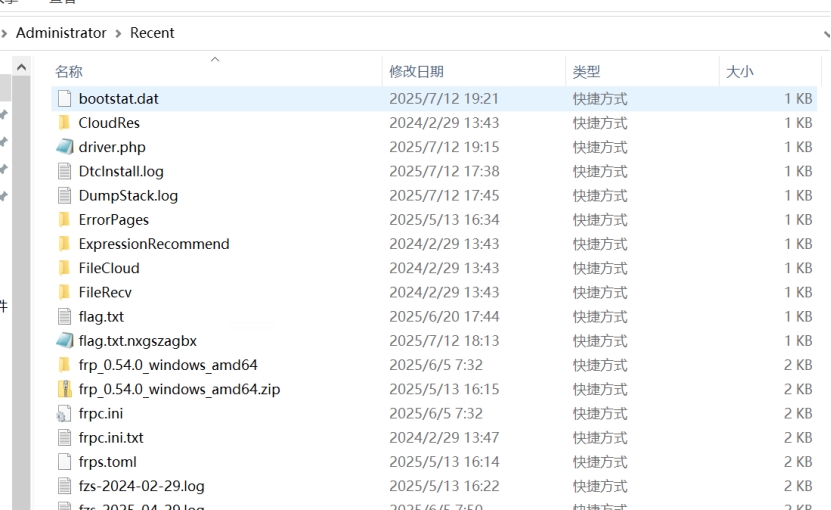 Administrator > Recent
名称 修改日期 类型 大小
bootstat.dat 2025/7/12 19:21 快捷方式 1 KB
CloudRes 2024/2/29 13:43 快捷方式 1 KB
driver.php 2025/7/12 19:15 快捷方式 1 KB
DtcInstall.log 2025/7/12 17:38 快捷方式 1 KB
DumpStack.log 2025/7/12 17:45 快捷方式 1 KB
ErrorPages 2025/5/13 16:34 快捷方式 1 KB
ExpressionRecommend 2024/2/29 13:43 快捷方式 1 KB
FileCloud 2024/2/29 13:43 快捷方式 1 KB
FileRecv 2024/2/29 13:43 快捷方式 1 KB
flag.txt 2025/6/20 17:44 快捷方式 1 KB
件
flag.txt.nxgszagbx 2025/7/12 18:13 快捷方式 1 KB
frp_0.54.0_windows_amd64 2025/6/5 7:32 快捷方式 2 KB
frp_0.54.0_windows_amd64.zip 2025/5/13 16:15 快捷方式 2 KB
frpc.ini 2025/6/5 7:32 快捷方式 2 KB
frpc.ini.txt 2024/2/29 13:47 快捷方式 2 KB
frps.toml 2025/5/13 16:14 快捷方式 2 KB
fzs-2024-02-29.log 2025/5/13 16:22 快捷方式 2 KB
fzs-2025-04-29.log 2025/6/5 7:50 快捷方式 2 KB